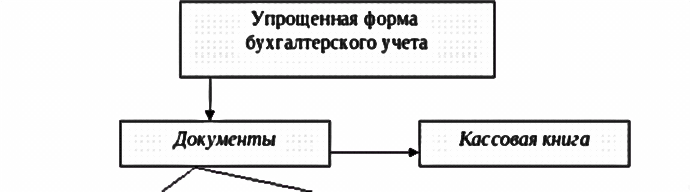 Упрощенная форма
бухгалтерского учета
Документы
Кассовая книга